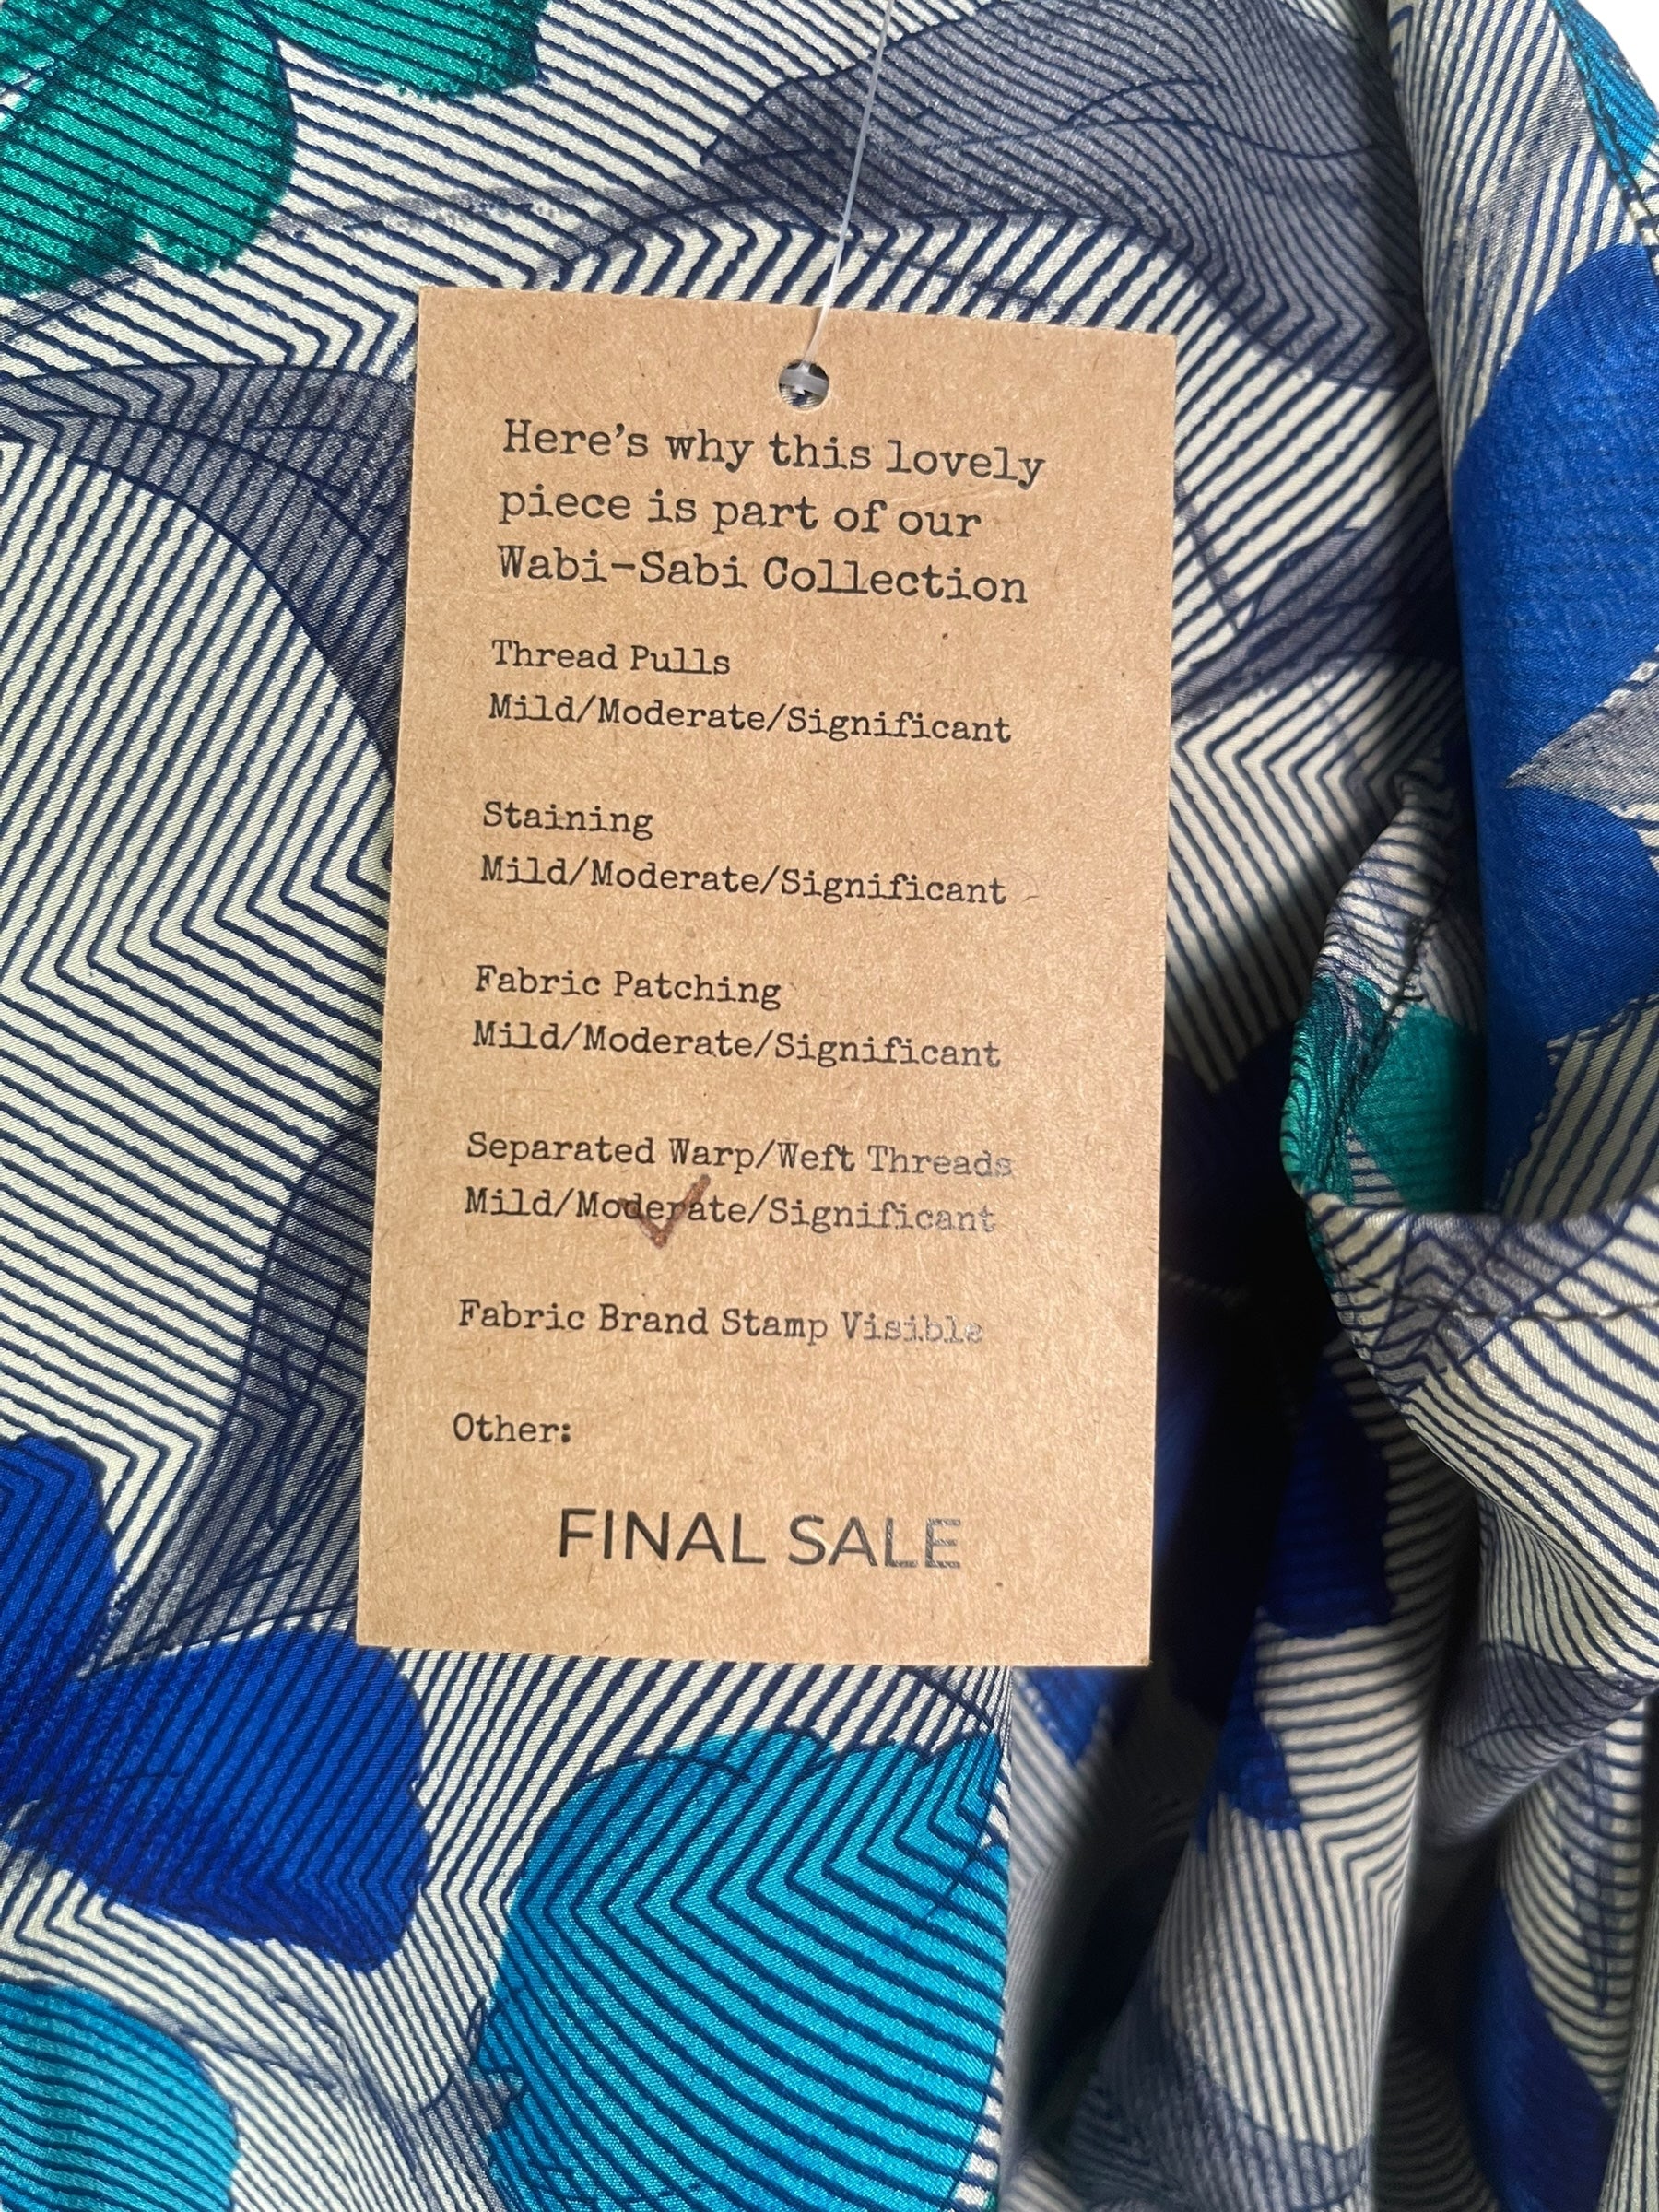 Here's why this lovely
piece is part of our
Wabi-Sabi Collection
Thread Pulls
Mild/Moderate/Significant
Staining
Mild/Moderate/Significant
Fabric Patching
Mild/Moderate/Significant
Separated Warp/Weft Threads
Mild/Moderate/Significant
Fabric Brand Stamp Visible
Other:
FINAL SALE